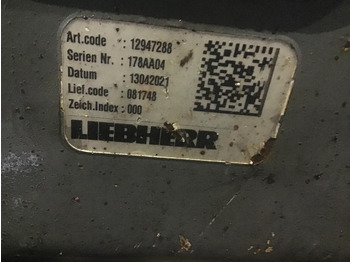 Art.code : 12947288
Serien Nr. : 178AA04
Datum : 13042021
Lief.code : 081748
Zeich.Index : 000
LIEBHERR